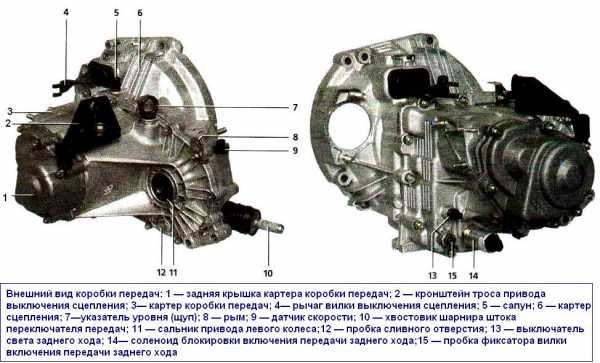 4
5
6
3
2
7
8
9
1
12
11
10
13
15
14
Внешний вид коробки передач: 1 — задняя крышка картера коробки передач; 2 — кронштейн троса привода
выключения сцепления; 3— картер коробки передач; 4— рычаг вилки выключения сцепления; 5 — сапун; 6 — картер
сцепления; 7—указатель уровня (щуп); 8 — рым; 9 — датчик скорости; 10 — хвостовик шарнира штока
переключателя передач; 11 — сальник привода левого колеса;12 — пробка сливного отверстия; 13 — выключатель
света заднего хода; 14— соленоид блокировки включения передачи заднего хода;15 — пробка фиксатора вилки
включения передачи заднего хода